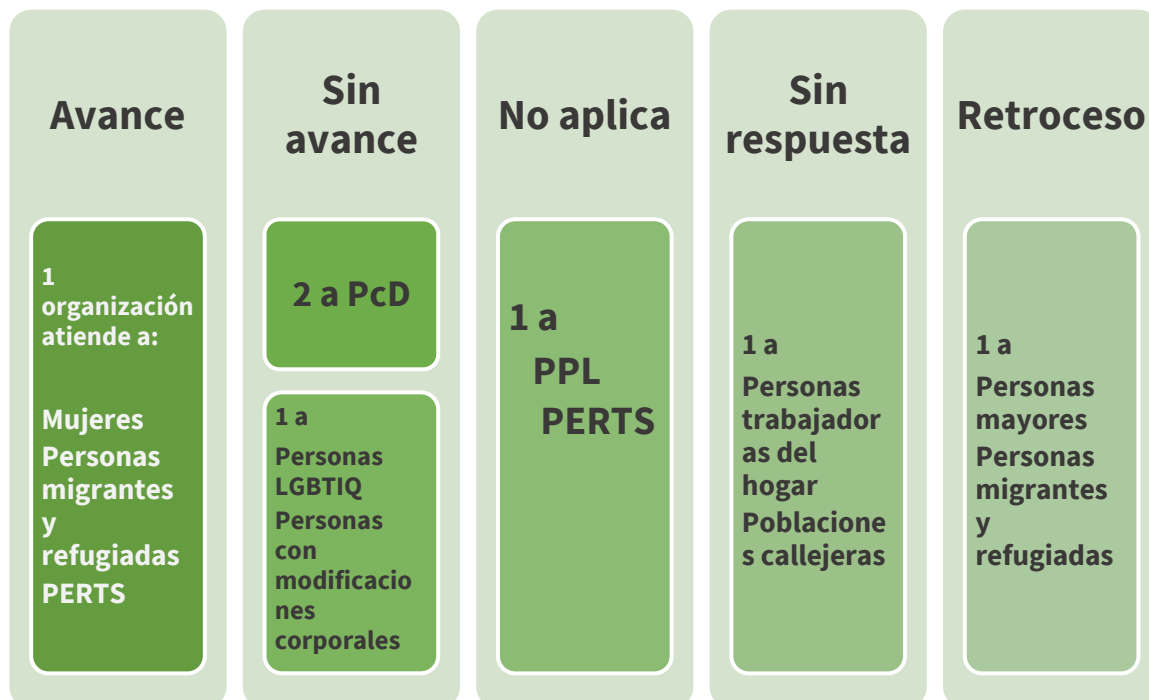 Avance
1
organización
atiende a:
Mujeres
Personas
migrantes
y
refugiadas
PERTS
Sin
avance
2 a PcD
1 a
Personas
LGBTIQ
Personas
con
modificacio
nes
corporales
No aplica
1 a
PPL
PERTS
Sin
respuesta
1 a
Personas
trabajador
as del
hogar
Poblacione
s callejeras
Retroceso
1 a
Personas
mayores
Personas
migrantes
y
refugiadas